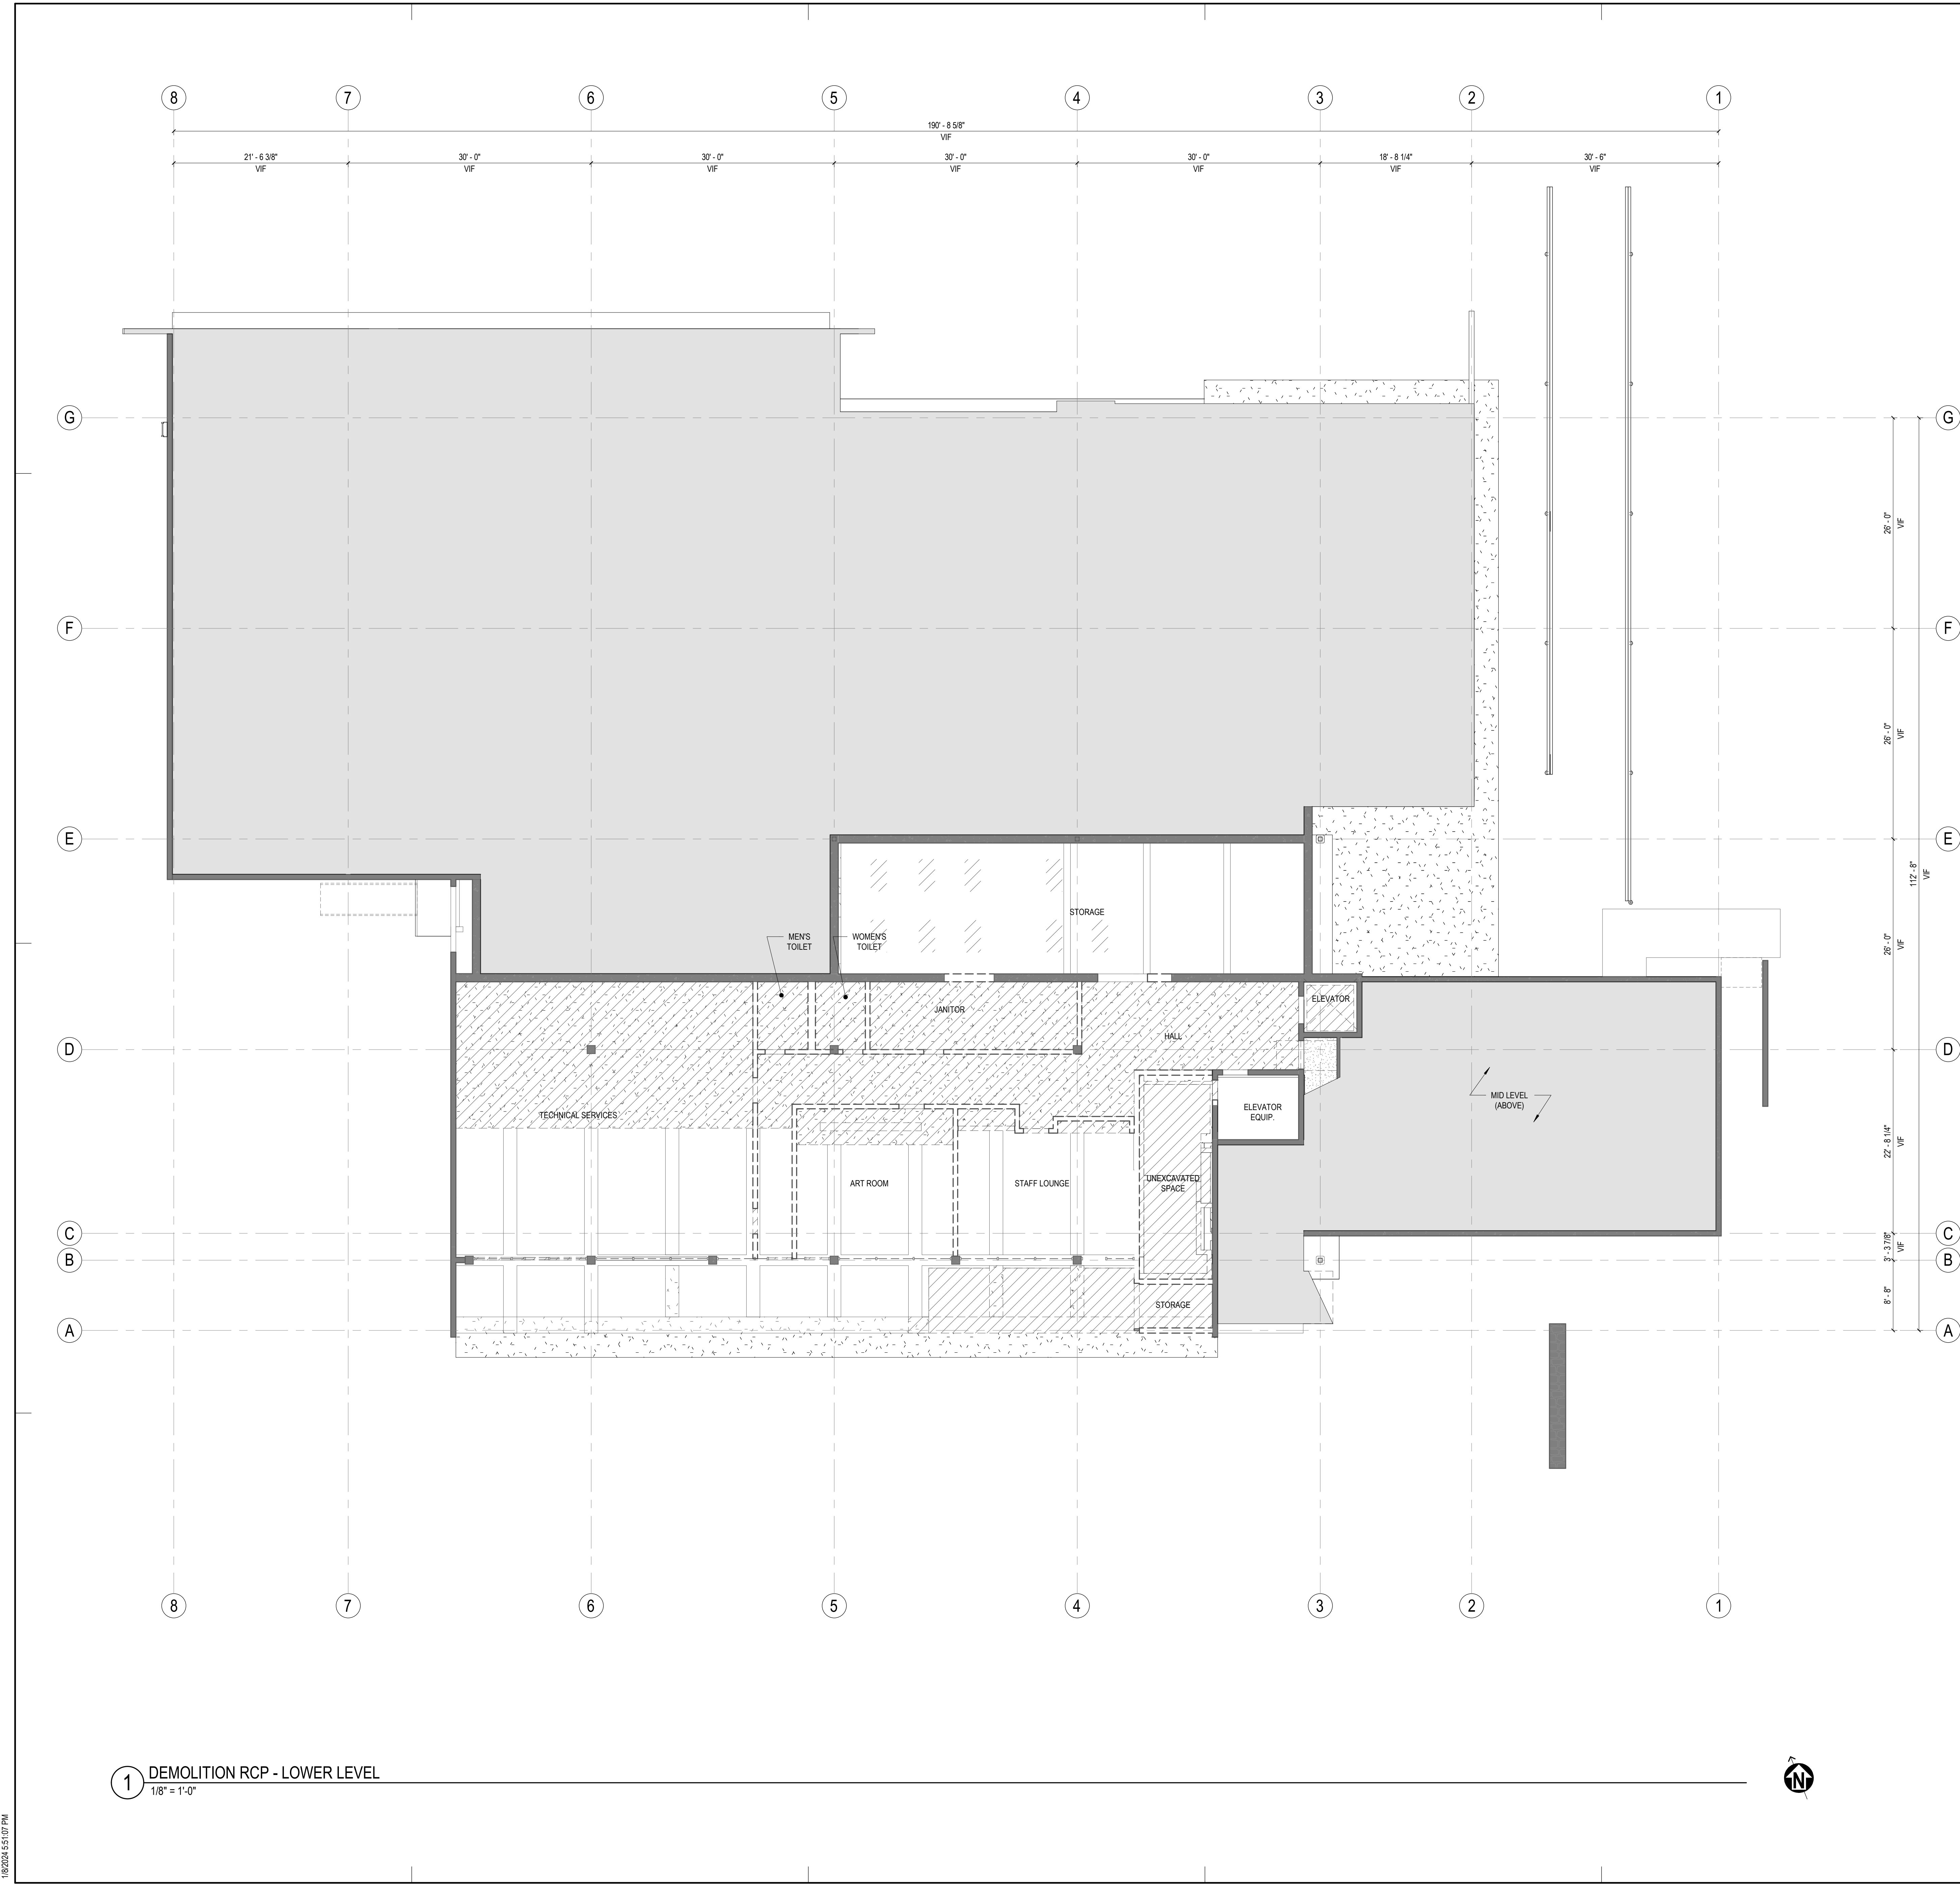 8 7 6 5 4 3 2 1
190' - 8 5/8"
VIF
21' - 6 3/8" 30' - 0" 30' - 0" 30' - 0" 30' - 0" 18' - 8 1/4" 30' - 6"
VIF VIF VIF VIF VIF VIF VIF
G G
26' - 0"
VIF
F F
26' - 0"
VIF
E E
112' - 8"
VIF
STORAGE
MEN'S
TOILET
WOMEN'S
TOILET
26' - 0"
VIF
ELEVATOR
JANITOR
HALL
D D
MID LEVEL
(ABOVE)
ELEVATOR
EQUIP.
TECHNICAL SERVICES
22' - 8 1/4"
VIF
ART ROOM
STAFF LOUNGE
UNEXCAVATED
SPACE
C C
3' - 3 7/8"
VIF
B B
8' - 8"
STORAGE
A A
8 7 6 5 4 3 2 1
1 DEMOLITION RCP - LOWER LEVEL
1/8" = 1'-0"
N
1/8/2024 5:51:07 PM